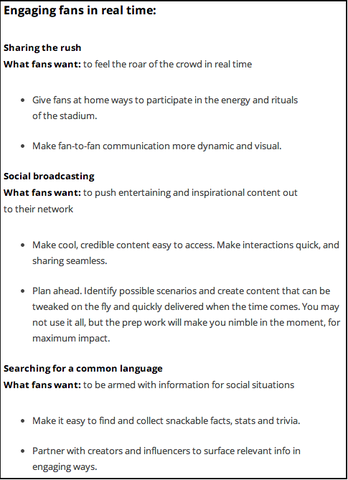 Engaging fans in real time:
Sharing the rush
What fans want: to feel the roar of the crowd in real time
• Give fans at home ways to participate in the energy and rituals
of the stadium.
• Make fan-to-fan communication more dynamic and visual.
Social broadcasting
What fans want: to push entertaining and inspirational content out
to their network
• Make cool, credible content easy to access. Make interactions quick, and
sharing seamless.
• Plan ahead. Identify possible scenarios and create content that can be
tweaked on the fly and quickly delivered when the time comes. You may
not use it all, but the prep work will make you nimble in the moment, for
maximum impact.
Searching for a common language
What fans want: to be armed with information for social situations
• Make it easy to find and collect snackable facts, stats and trivia.
• Partner with creators and influencers to surface relevant info in
engaging ways.